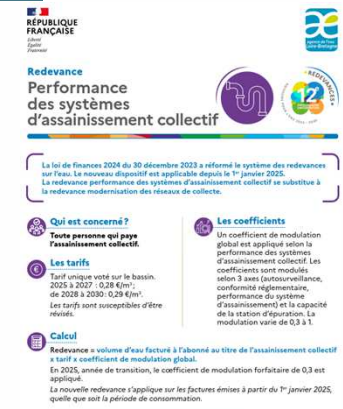 RÉPUBLIQUE
FRANÇAISE
Liberté
Égalité
Fraternité
Agence de l'eau
Loire-Bretagne
Redevance
Performance
des systèmes
d'assainissement collectif
REDEVANCES
12e
La loi de finances 2024 du 30 décembre 2023 a réformé le système des redevances
sur l'eau. Le nouveau dispositif est applicable depuis le 1er janvier 2025.
La redevance performance des systèmes d'assainissement collectif se substitue à
la redevance modernisation des réseaux de collecte.
Qui est concerné ?
Toute personne qui paye
l'assainissement collectif.
Les tarifs
Tarif unique voté sur le bassin.
2025 à 2027 : 0,28 €/m³ ;
de 2028 à 2030 : 0,29 €/m³.
Les tarifs sont susceptibles d'être
révisés.
Les coefficients
Un coefficient de modulation
global est appliqué selon la
performance des systèmes
d'assainissement collectif. Les
coefficients sont modulés
selon 3 axes (autosurveillance,
conformité réglementaire,
performance du système
d'assainissement) et la capacité
de la station d'épuration. La
modulation varie de 0,3 à 1.
Calcul
Redevance = volume d'eau facturé à l'abonné au titre de l'assainissement collectif
x tarif x coefficient de modulation global.
En 2025, année de transition, le coefficient de modulation forfaitaire de 0,3 est
appliqué.
La nouvelle redevance s'applique sur les factures émises à partir du 1er janvier 2025,
quelle que soit la période de consommation.